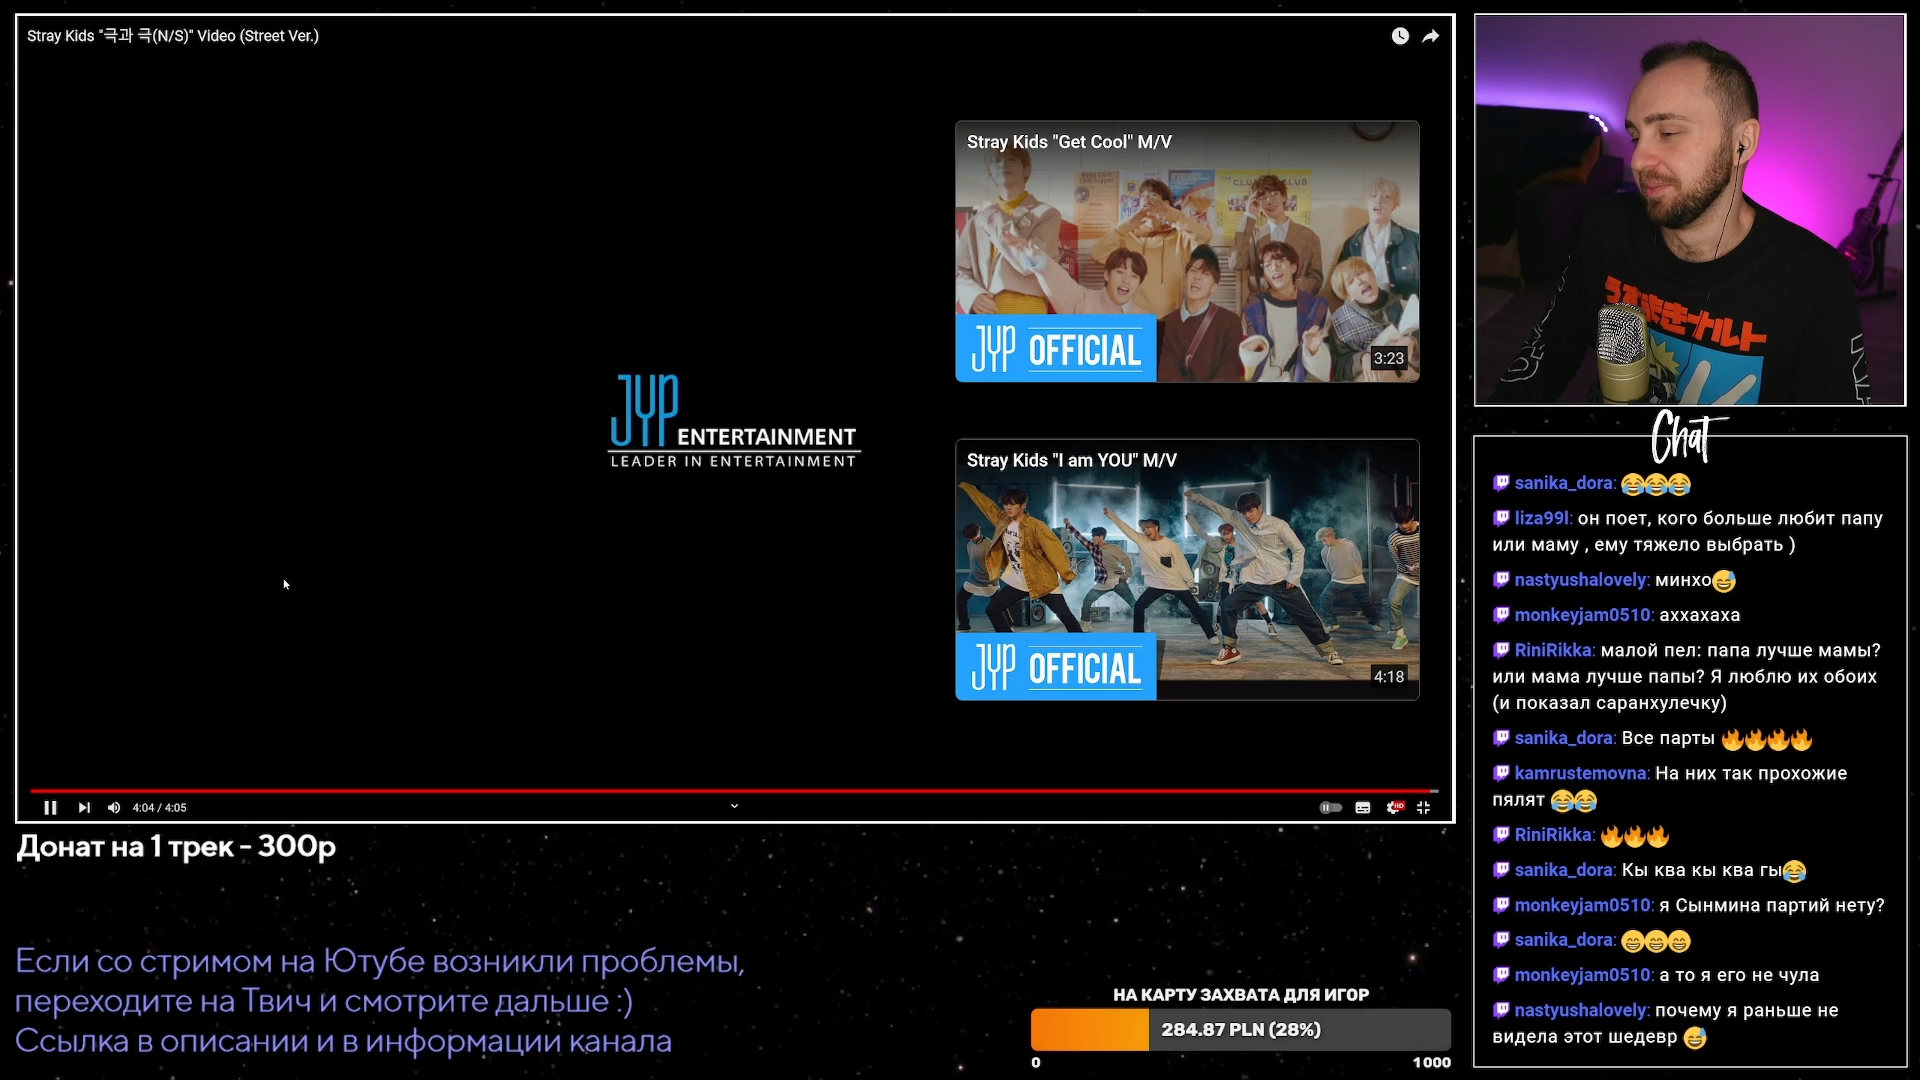 Stray Kids "극과 극(N/S)" Video (Street Ver.)
Stray Kids "Get Cool" M/V
JYP OFFICIAL
3:23
JYP ENTERTAINMENT
LEADER IN ENTERTAINMENT
Stray Kids "I am YOU" M/V
JYP OFFICIAL
4:18
4:04 / 4:05
HD
Донат на 1 трек - 300р
Если со стримом на Ютубе возникли проблемы,
переходите на Твич и смотрите дальше :)
Ссылка в описании и в информации канала
НА КАРТУ ЗАХВАТА ДЛЯ ИГОР
284.87 PLN (28%)
0
1000
Chat
sanika_dora: 😂😂😂
liza99l: он поет, кого больше любит папу
или маму , ему тяжело выбрать )
nastyushalovely: минхо😅
monkeyjam0510: аххахаха
RiniRikka: малой пел: папа лучше мамы?
или мама лучше папы? Я люблю их обоих
(и показал саранхулечку)
sanika_dora: Все парты 🔥🔥🔥🔥
kamrustemovna: На них так прохожие
пялят 😂😂
RiniRikka: 🔥🔥🔥
sanika_dora: Кы ква кы ква гы😂
monkeyjam0510: я Сынмина партий нету?
sanika_dora: 😁😁😁
monkeyjam0510: а то я его не чула
nastyushalovely: почему я раньше не
видела этот шедевр 😅